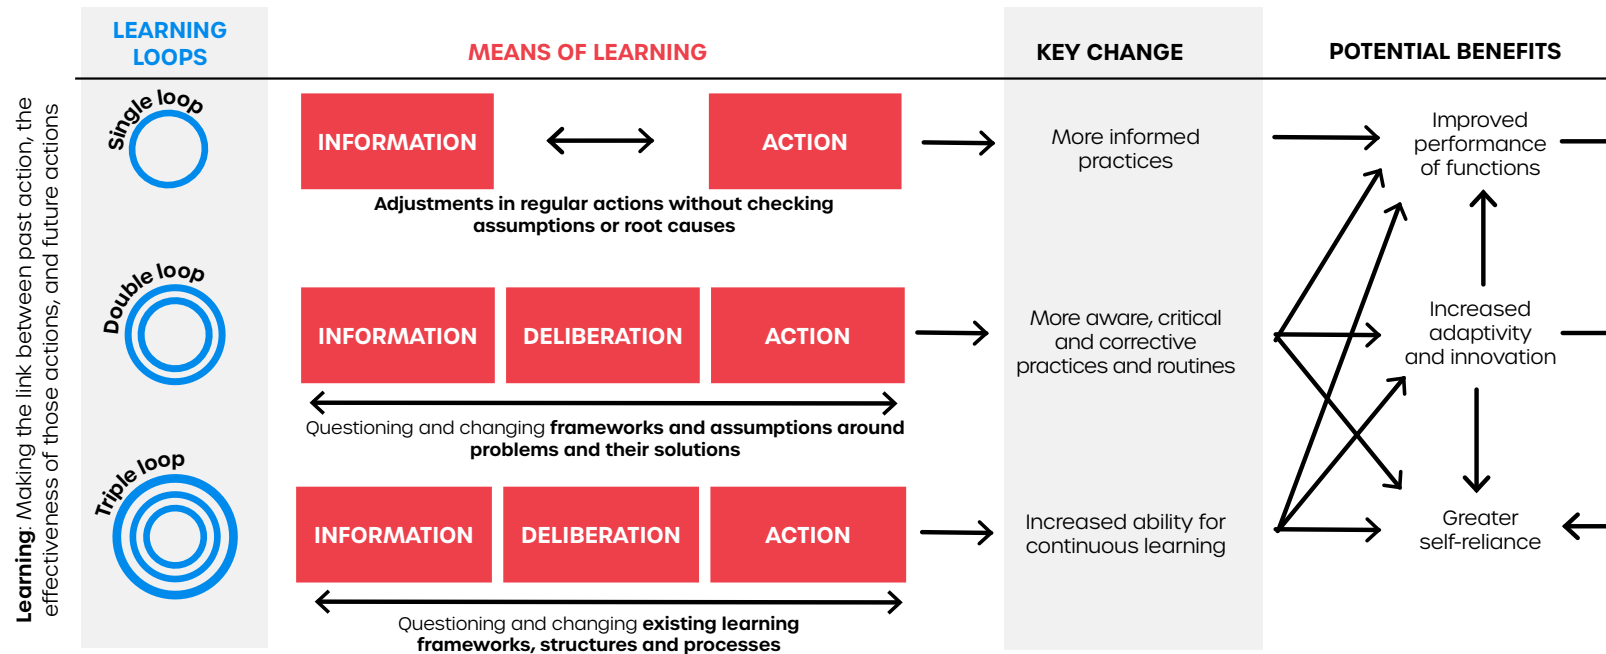 LEARNING
LOOPS
MEANS OF LEARNING
KEY CHANGE
POTENTIAL BENEFITS
Learning: Making the link between past action, the
effectiveness of those actions, and future actions
Single loop
INFORMATION
ACTION
Adjustments in regular actions without checking
assumptions or root causes
More informed
practices
Improved
performance
of functions
Double loop
INFORMATION
DELIBERATION
ACTION
Questioning and changing frameworks and assumptions around
problems and their solutions
More aware, critical
and corrective
practices and routines
Increased
adaptivity
and innovation
Triple loop
INFORMATION
DELIBERATION
ACTION
Questioning and changing existing learning
frameworks, structures and processes
Increased ability for
continuous learning
Greater
self-reliance